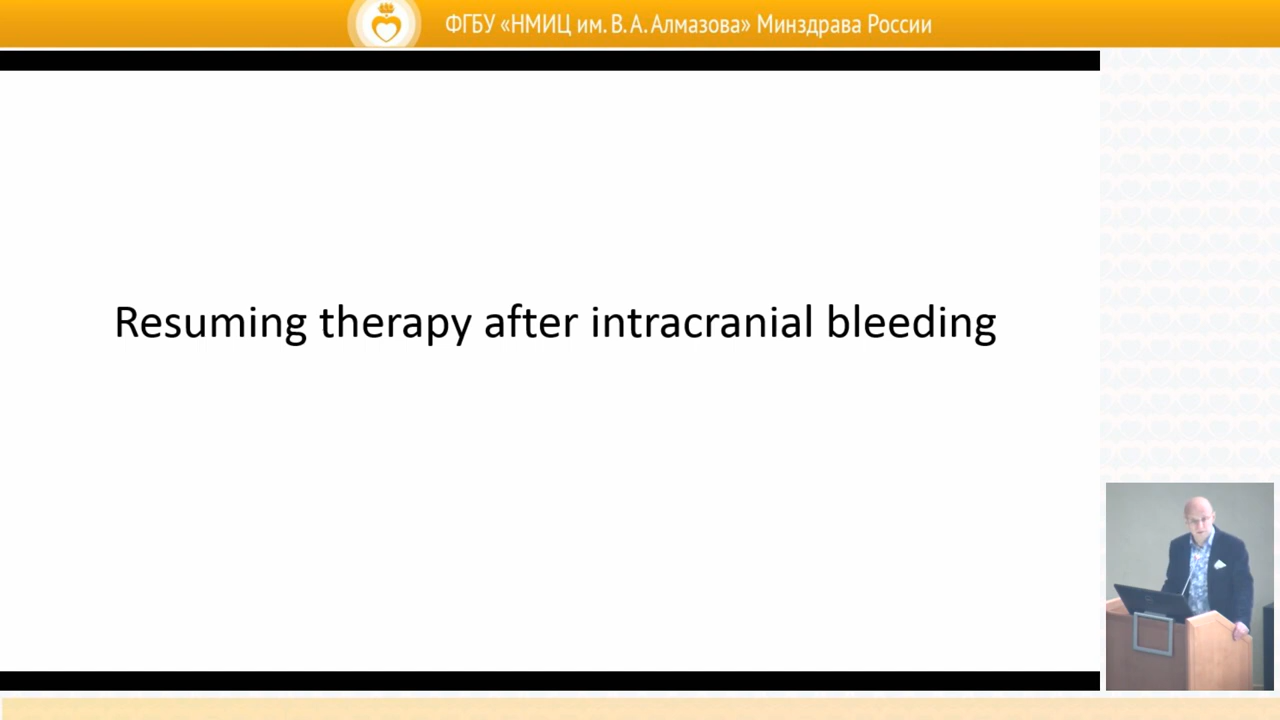 ФГБУ «НМИЦ им. В. А. Алмазова» Минздрава России
Resuming therapy after intracranial bleeding